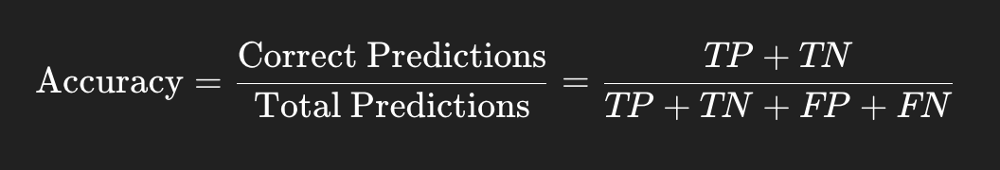 Accuracy = Correct Predictions / Total Predictions = TP + TN / TP + TN + FP + FN